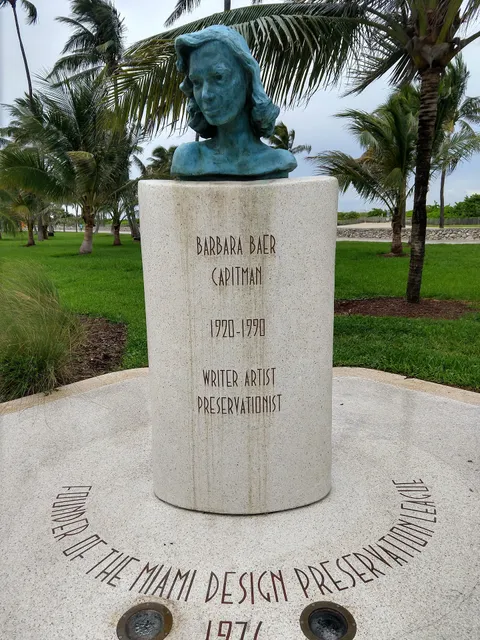 BARBARA BAER
CAPITMAN
1920-1990
WRITER ARTIST
PRESERVATIONIST
FOUNDER OF THE MIAMI DESIGN PRESERVATION LEAGUE
1976